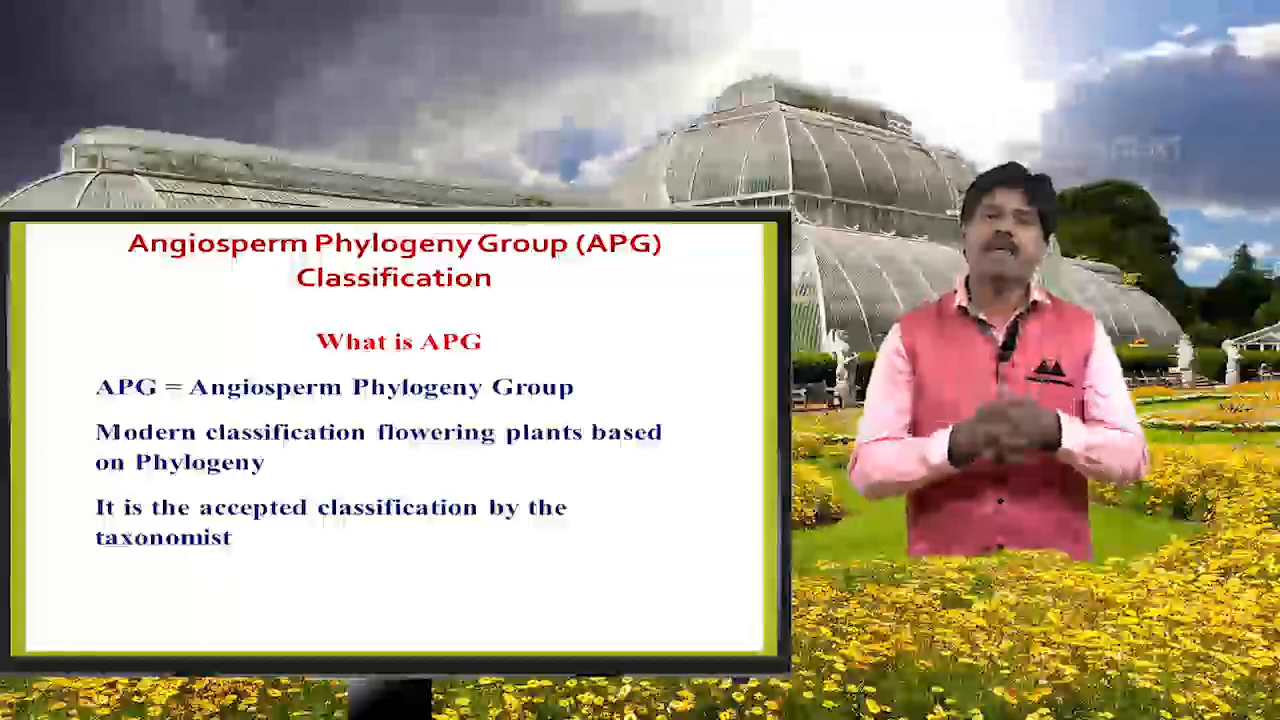 Angiosperm Phylogeny Group (APG)
Classification
What is APG
APG = Angiosperm Phylogeny Group
Modern classification flowering plants based
on Phylogeny
It is the accepted classification by the
taxonomist